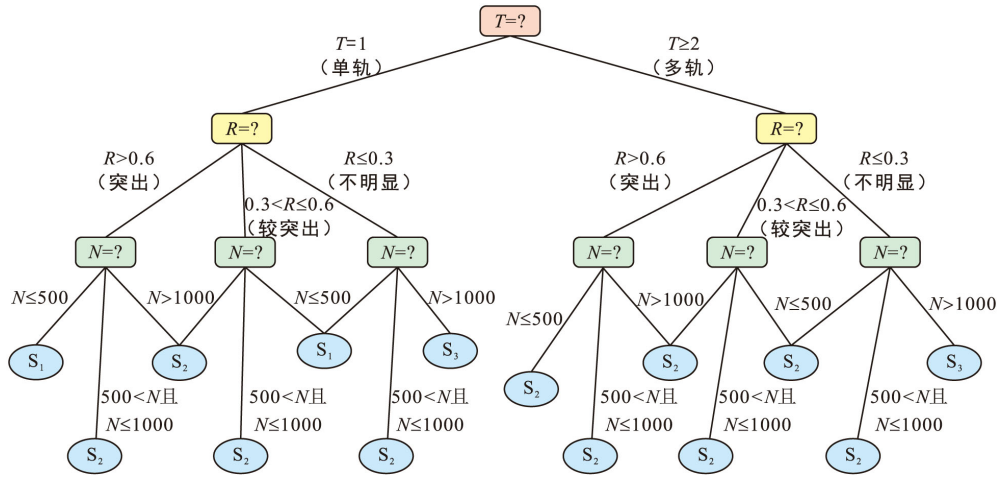 T=?
T=1
（单轨）
T≥2
（多轨）
R=?
R=?
R>0.6
（突出）
0.3<R≤0.6
（较突出）
R≤0.3
（不明显）
R>0.6
（突出）
0.3<R≤0.6
（较突出）
R≤0.3
（不明显）
N=?
N=?
N=?
N=?
N=?
N=?
N≤500
N>1000
N≤500
N>1000
N≤500
N>1000
N≤500
N>1000
S₁
S₂
S₁
S₃
S₂
S₂
S₂
S₃
500<N且
N≤1000
500<N且
N≤1000
500<N且
N≤1000
500<N且
N≤1000
500<N且
N≤1000
500<N且
N≤1000
S₂
S₂
S₂
S₂
S₂
S₂